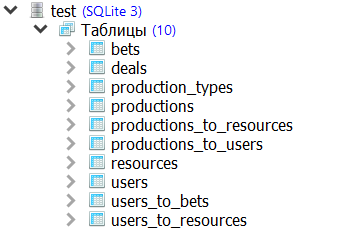 test (SQLite 3)
Таблицы (10)
bets
deals
production_types
productions
productions_to_resources
productions_to_users
resources
users
users_to_bets
users_to_resources